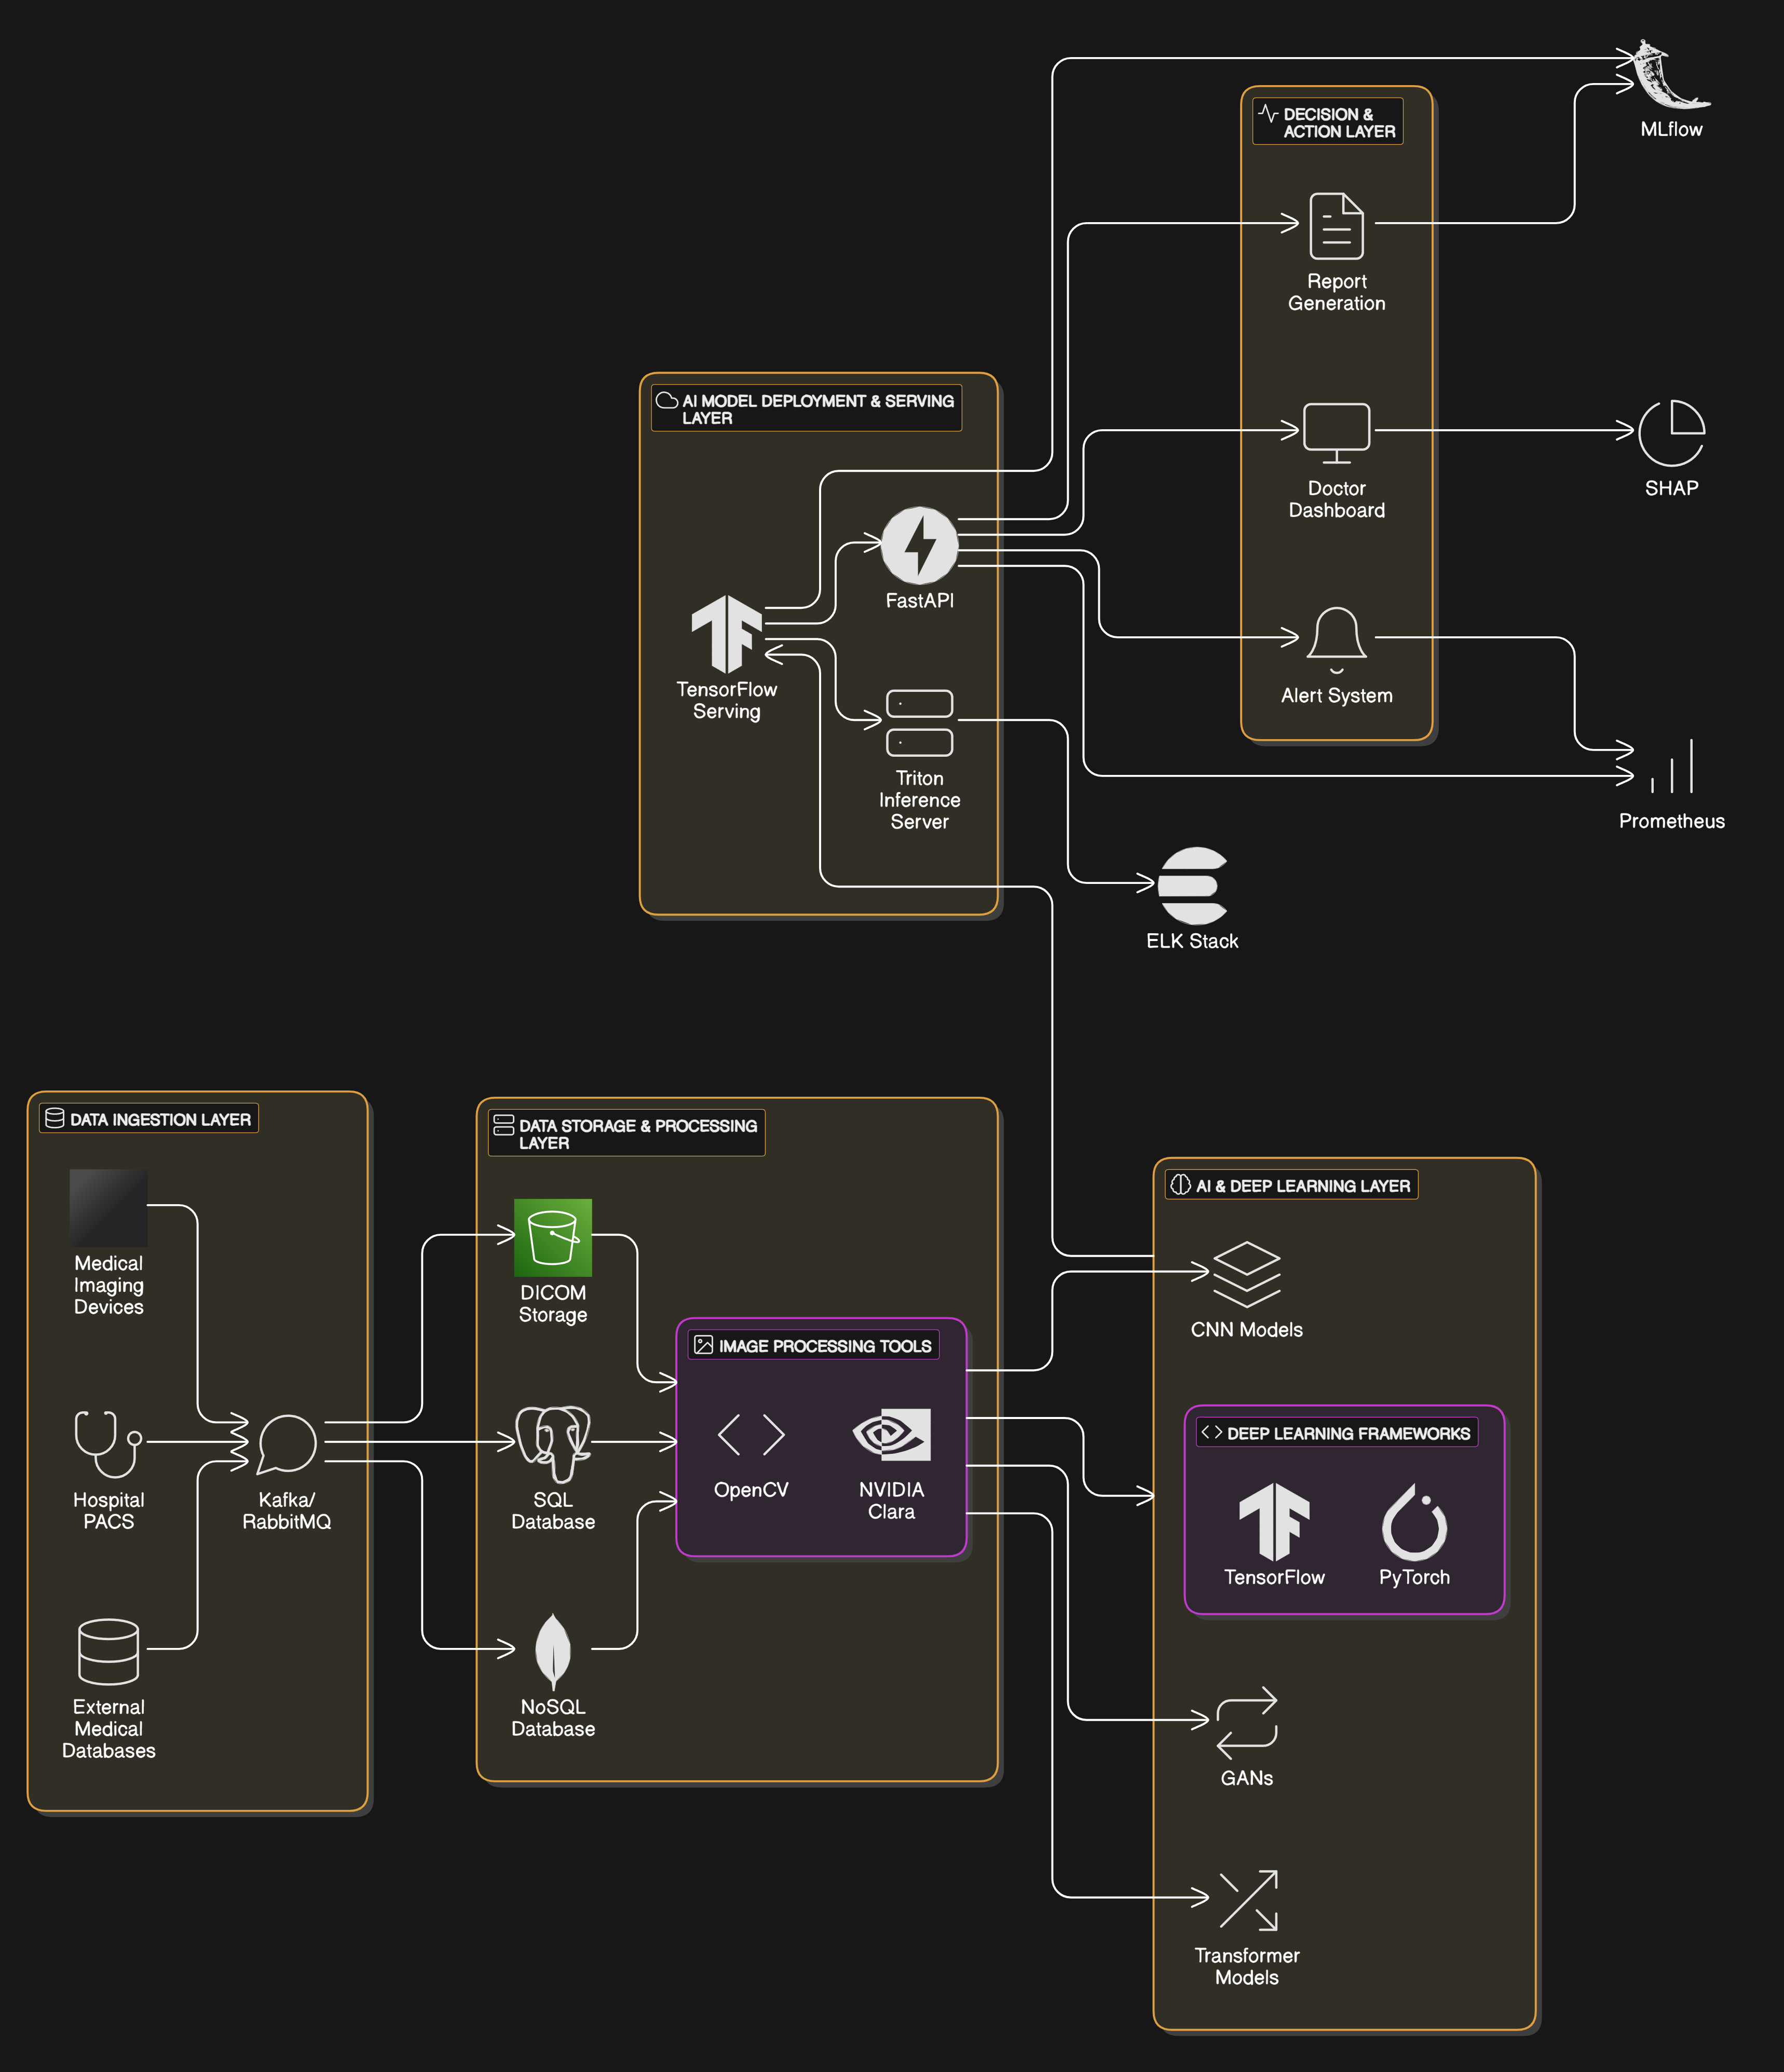 MLflow
DECISION &
ACTION LAYER
Report
Generation
AI MODEL DEPLOYMENT & SERVING
LAYER
Doctor
Dashboard
SHAP
FastAPI
TensorFlow
Serving
Alert System
Triton
Inference
Server
Prometheus
ELK Stack
DATA INGESTION LAYER
Medical
Imaging
Devices
Hospital
PACS
Kafka/
RabbitMQ
External
Medical
Databases
DATA STORAGE & PROCESSING
LAYER
DICOM
Storage
SQL
Database
NoSQL
Database
IMAGE PROCESSING TOOLS
OpenCV
NVIDIA
Clara
AI & DEEP LEARNING LAYER
CNN Models
DEEP LEARNING FRAMEWORKS
TensorFlow
PyTorch
GANs
Transformer
Models